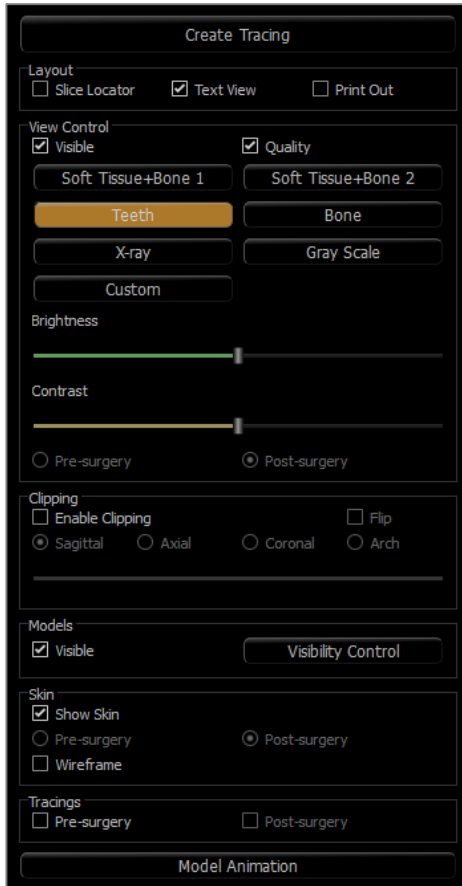 Create Tracing
Layout
Slice Locator Text View Print Out
View Control
Visible Quality
Soft Tissue+Bone 1 Soft Tissue+Bone 2
Teeth Bone
X-ray Gray Scale
Custom
Brightness
Contrast
Pre-surgery Post-surgery
Clipping
Enable Clipping Flip
Sagittal Axial Coronal Arch
Models
Visible Visibility Control
Skin
Show Skin
Pre-surgery Post-surgery
Wireframe
Tracings
Pre-surgery Post-surgery
Model Animation